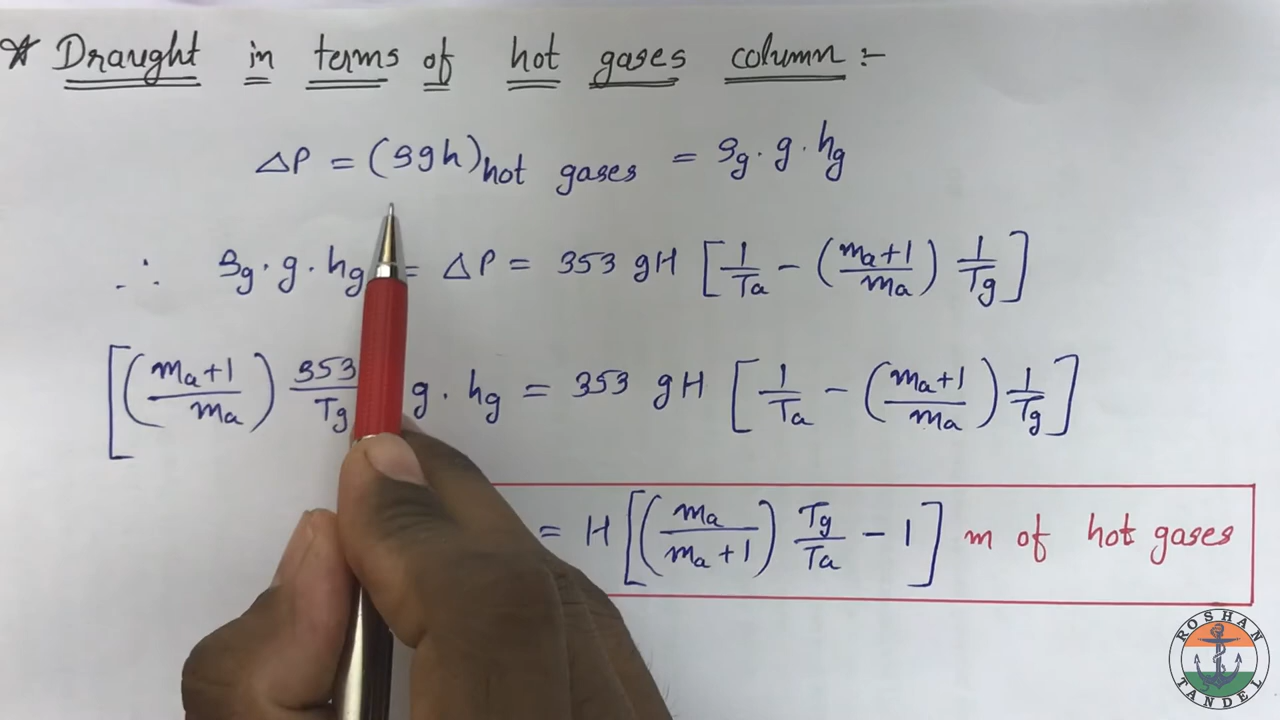 * Draught in terms of hot gases column :-
ΔP = (ρgh)hot gases = ρg · g · hg
∴ ρg · g · hg = ΔP = 353 gH [1/Ta - (ma+1/ma) 1/Tg]
[(ma+1/ma) 353/Tg g · hg = 353 gH [1/Ta - (ma+1/ma) 1/Tg]
= H [(ma/ma+1) Tg/Ta - 1] m of hot gases
ROSHAN
TANDEL